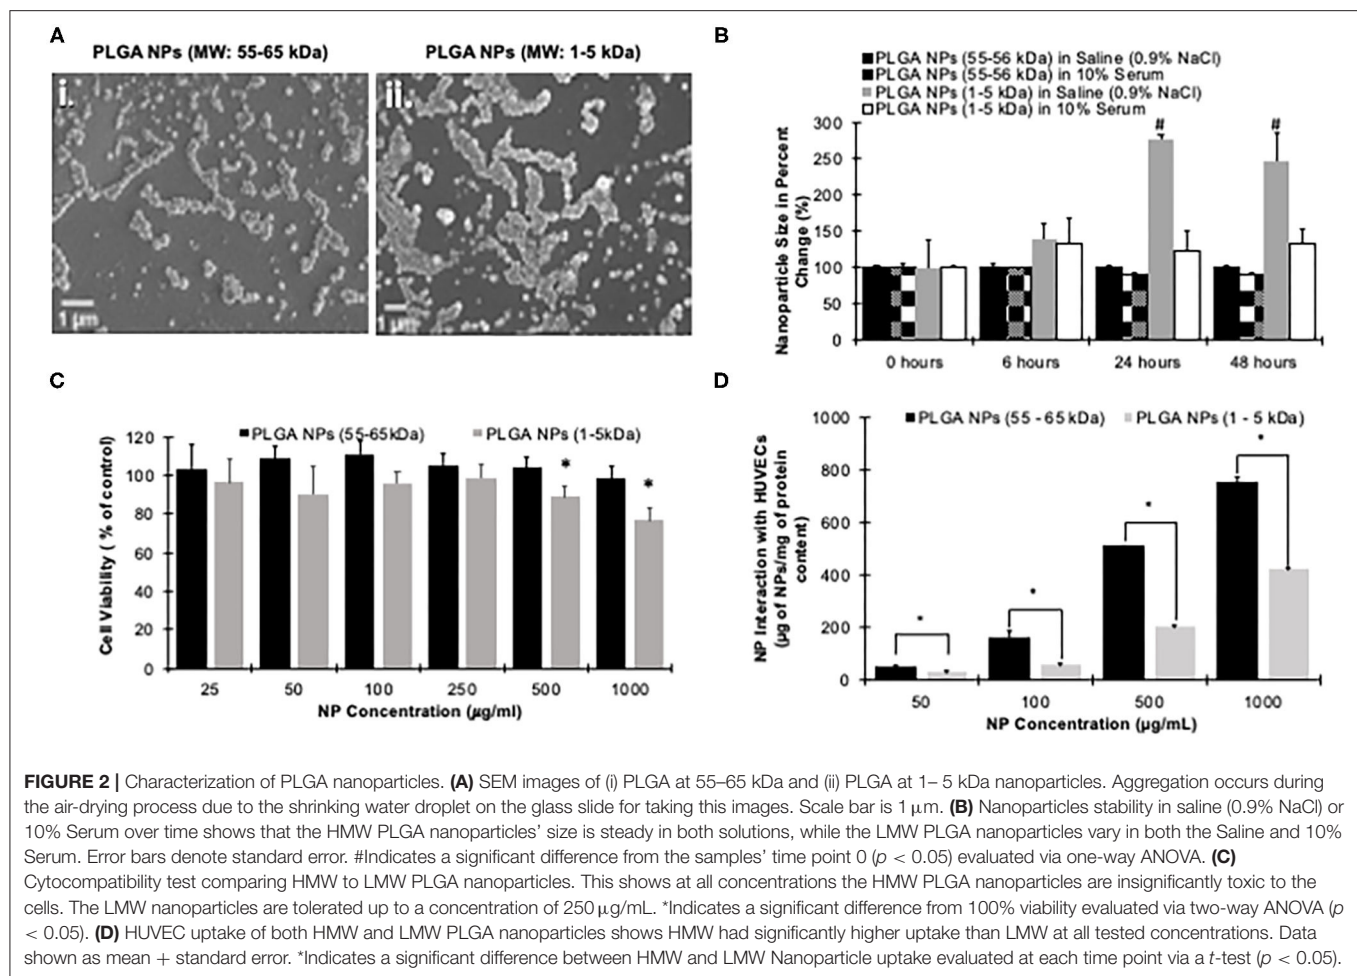 A
PLGA NPs (MW: 55-65 kDa)
PLGA NPs (MW: 1-5 kDa)
i.
ii.
1 µm
1 µm
B
PLGA NPs (55-56 kDa) in Saline (0.9% NaCl)
PLGA NPs (55-56 kDa) in 10% Serum
PLGA NPs (1-5 kDa) in Saline (0.9% NaCl)
PLGA NPs (1-5 kDa) in 10% Serum
Nanoparticle Size in Percent
Change (%)
300
250
200
150
100
50
0
# #
0 hours 6 hours 24 hours 48 hours
C
PLGA NPs (55-65kDa) PLGA NPs (1-5kDa)
Cell Viability ( % of control)
120
100
80
60
40
20
0
* *
25 50 100 250 500 1000
NP Concentration (µg/ml)
D
PLGA NPs (55 - 65 kDa) PLGA NPs (1 - 5 kDa)
NP Interaction with HUVECs
(µg of NPs/mg of protein
content)
1000
800
600
400
200
0
* * * *
50 100 500 1000
NP Concentration (µg/mL)
FIGURE 2 | Characterization of PLGA nanoparticles. (A) SEM images of (i) PLGA at 55–65 kDa and (ii) PLGA at 1– 5 kDa nanoparticles. Aggregation occurs during
the air-drying process due to the shrinking water droplet on the glass slide for taking this images. Scale bar is 1 µm. (B) Nanoparticles stability in saline (0.9% NaCl) or
10% Serum over time shows that the HMW PLGA nanoparticles' size is steady in both solutions, while the LMW PLGA nanoparticles vary in both the Saline and 10%
Serum. Error bars denote standard error. #Indicates a significant difference from the samples' time point 0 (p < 0.05) evaluated via one-way ANOVA. (C)
Cytocompatibility test comparing HMW to LMW PLGA nanoparticles. This shows at all concentrations the HMW PLGA nanoparticles are insignificantly toxic to the
cells. The LMW nanoparticles are tolerated up to a concentration of 250 µg/mL. *Indicates a significant difference from 100% viability evaluated via two-way ANOVA (p
< 0.05). (D) HUVEC uptake of both HMW and LMW PLGA nanoparticles shows HMW had significantly higher uptake than LMW at all tested concentrations. Data
shown as mean + standard error. *Indicates a significant difference between HMW and LMW Nanoparticle uptake evaluated at each time point via a t-test (p < 0.05).